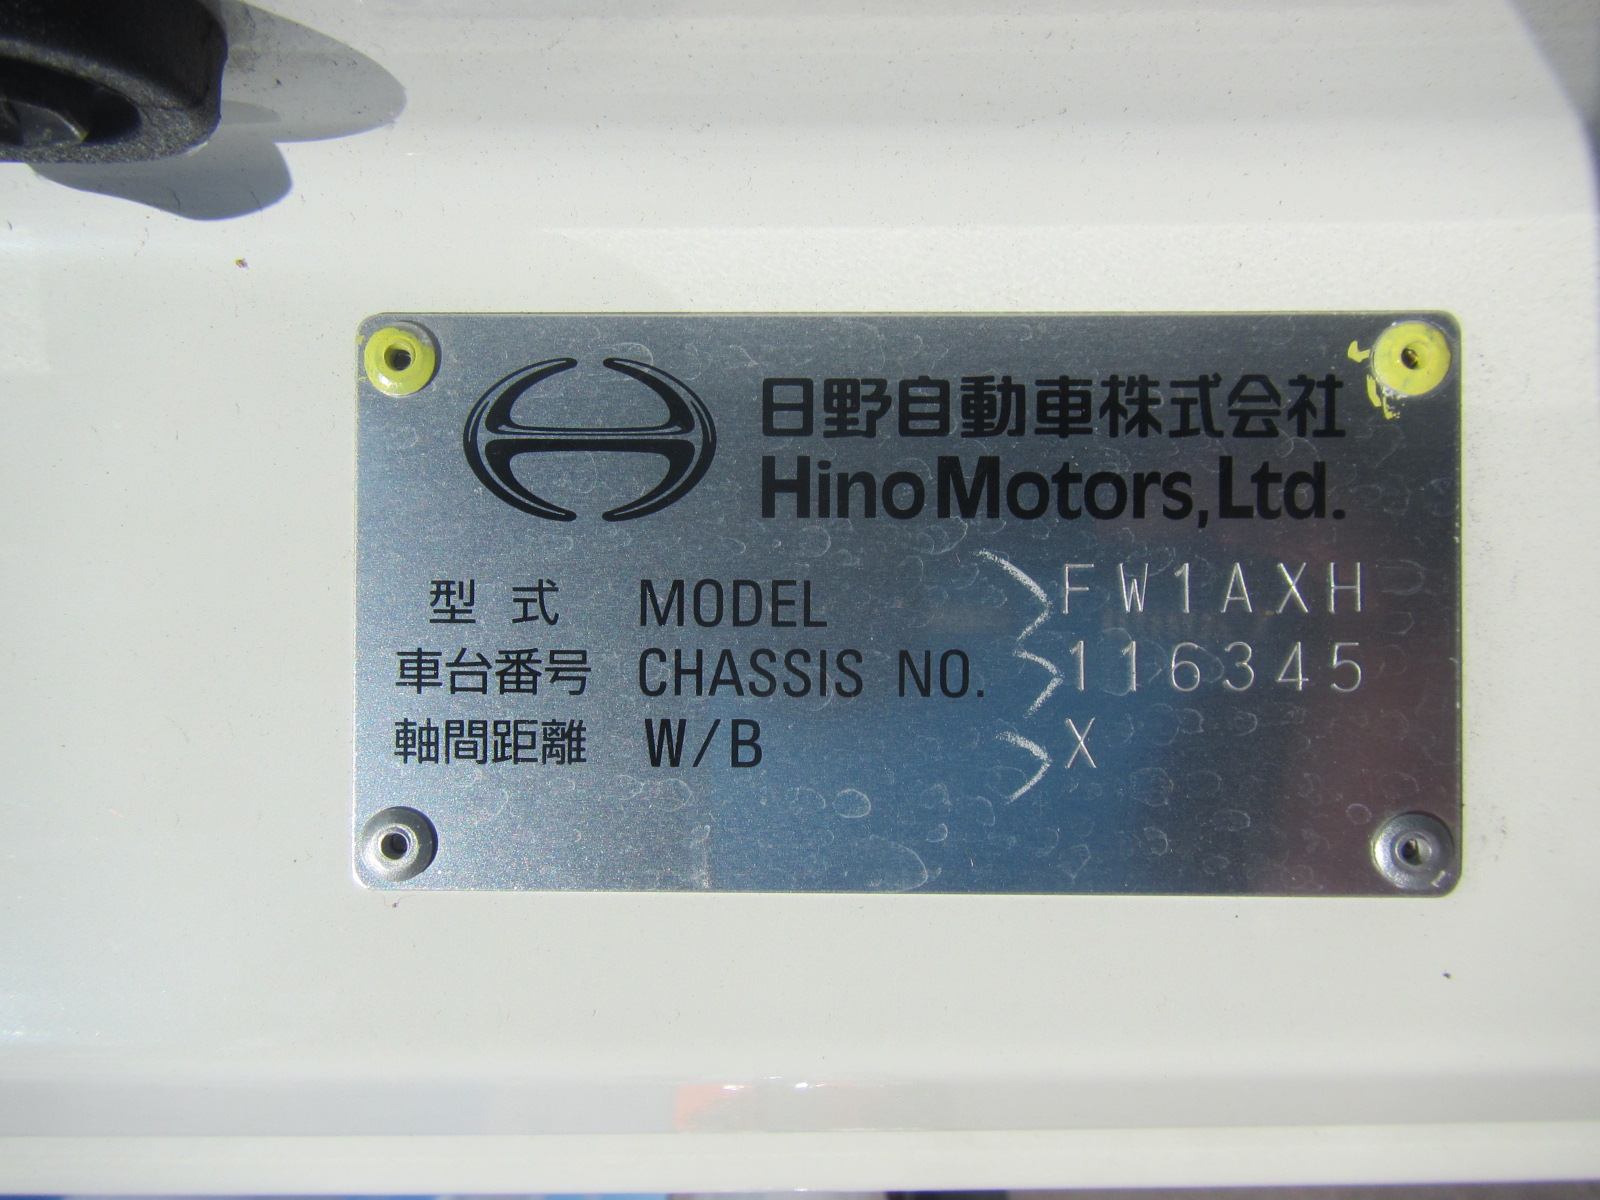 日野自動車株式会社
Hino Motors, Ltd.
型式 MODEL FW1AXH
車台番号 CHASSIS NO. 116345
軸間距離 W/B X